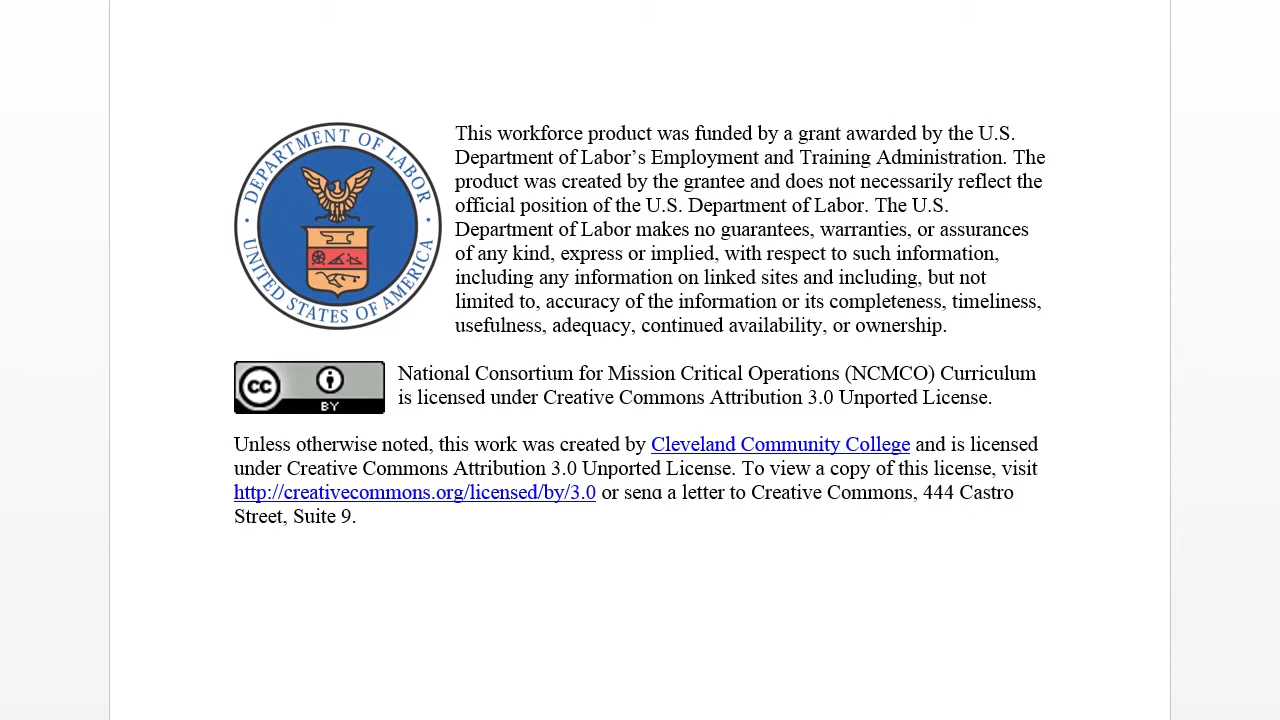 DEPARTMENT OF LABOR
UNITED STATES OF AMERICA
This workforce product was funded by a grant awarded by the U.S.
Department of Labor’s Employment and Training Administration. The
product was created by the grantee and does not necessarily reflect the
official position of the U.S. Department of Labor. The U.S.
Department of Labor makes no guarantees, warranties, or assurances
of any kind, express or implied, with respect to such information,
including any information on linked sites and including, but not
limited to, accuracy of the information or its completeness, timeliness,
usefulness, adequacy, continued availability, or ownership.
cc
BY
National Consortium for Mission Critical Operations (NCMCO) Curriculum
is licensed under Creative Commons Attribution 3.0 Unported License.
Unless otherwise noted, this work was created by Cleveland Community College and is licensed
under Creative Commons Attribution 3.0 Unported License. To view a copy of this license, visit
http://creativecommons.org/licensed/by/3.0 or send a letter to Creative Commons, 444 Castro
Street, Suite 9.